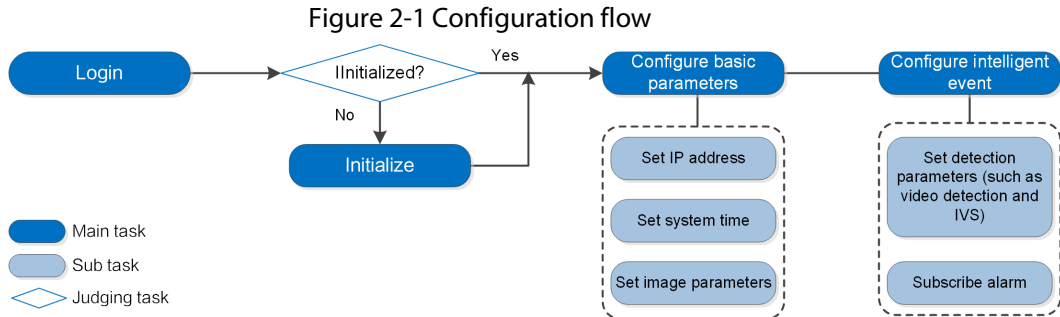 Figure 2-1 Configuration flow
Login
IInitialized?
Yes
No
Initialize
Configure basic
parameters
Set IP address
Set system time
Set image parameters
Configure intelligent
event
Set detection
parameters (such as
video detection and
IVS)
Subscribe alarm
Main task
Sub task
Judging task